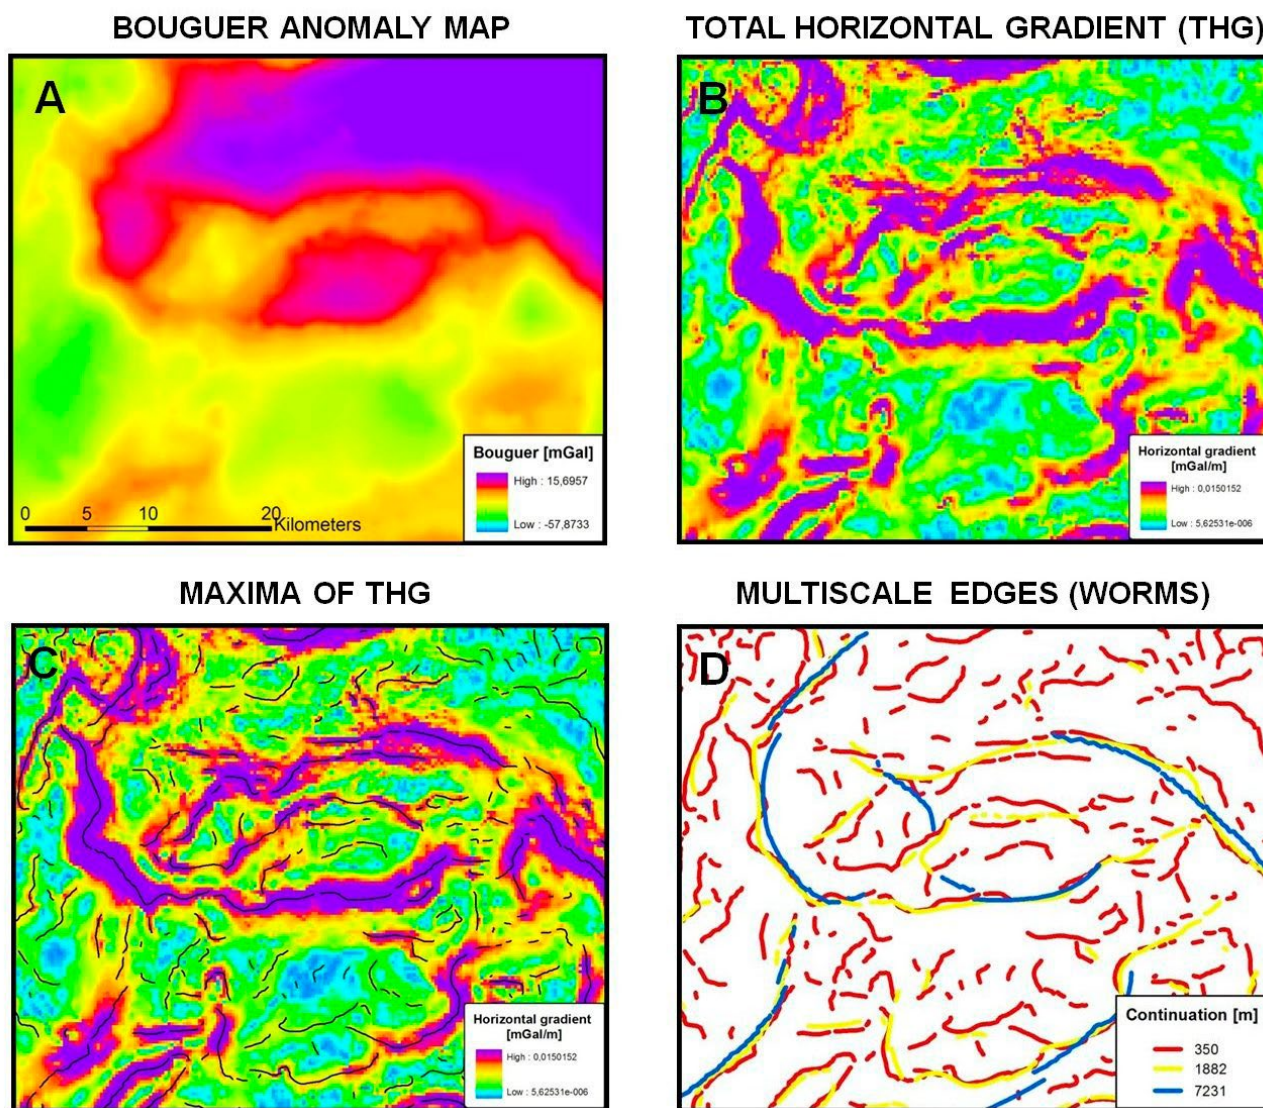 BOUGUER ANOMALY MAP
A
Bouguer [mGal]
High : 15,6957
Low : -57,8733
0 5 10 20 Kilometers
TOTAL HORIZONTAL GRADIENT (THG)
B
Horizontal gradient
[mGal/m]
High : 0,0150152
Low : 5,62531e-006
MAXIMA OF THG
C
Horizontal gradient
[mGal/m]
High : 0,0150152
Low : 5,62531e-006
MULTISCALE EDGES (WORMS)
D
Continuation [m]
350
1882
7231